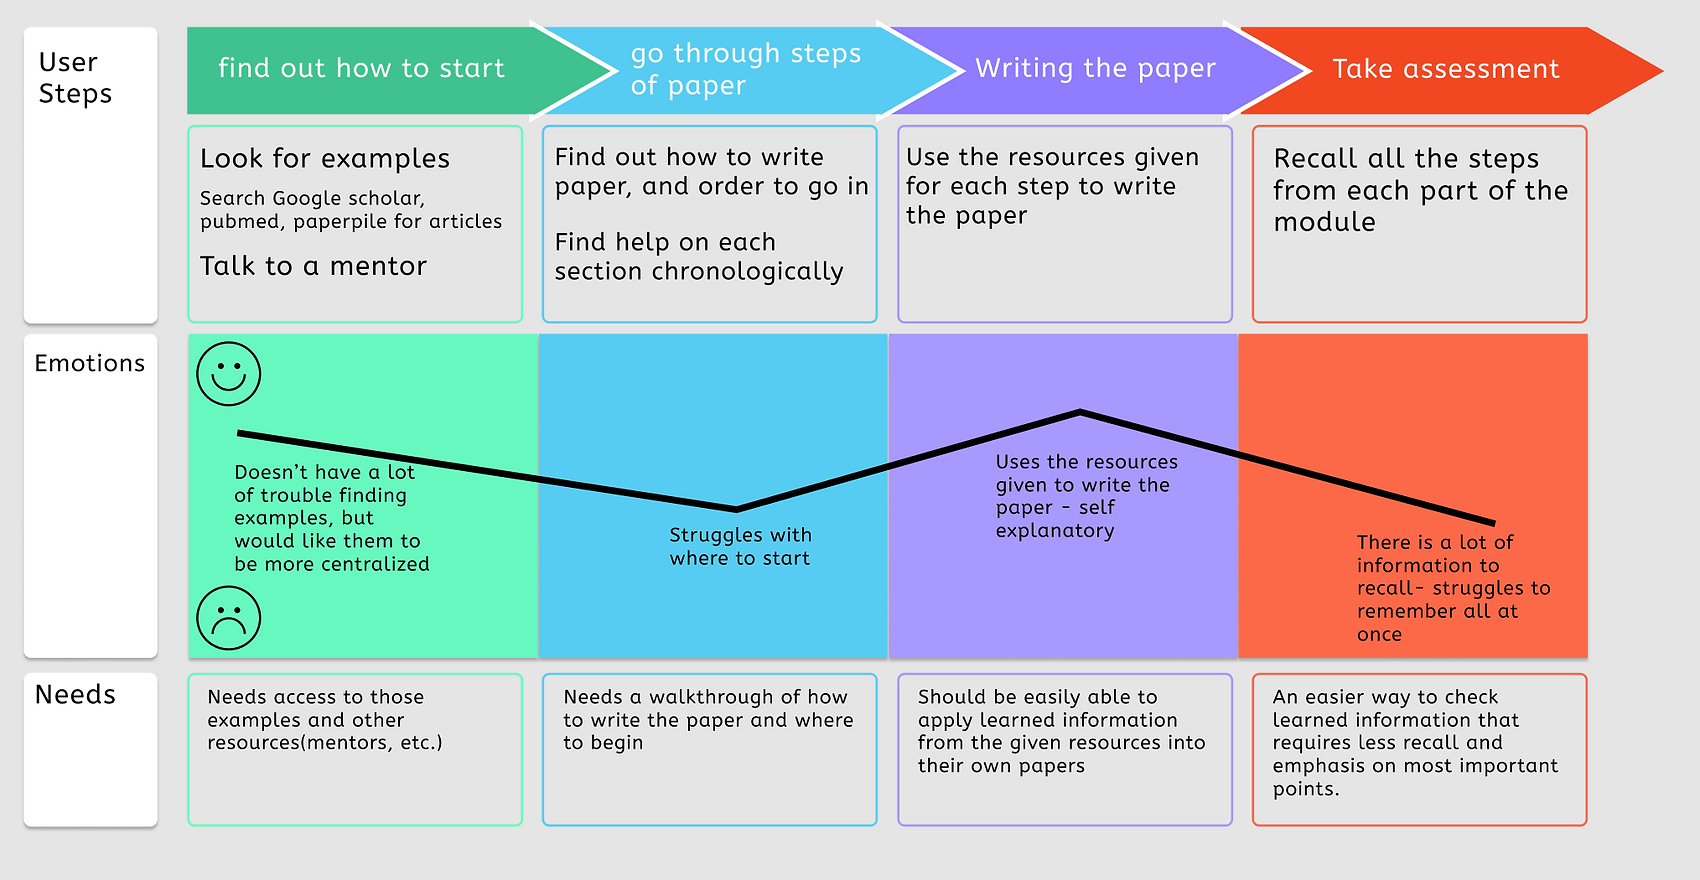 User
Steps
find out how to start
go through steps
of paper
Writing the paper
Take assessment
Look for examples
Search Google scholar,
pubmed, paperpile for articles
Talk to a mentor
Find out how to write
paper, and order to go in
Find help on each
section chronologically
Use the resources given
for each step to write
the paper
Recall all the steps
from each part of the
module
Emotions
Doesn't have a lot
of trouble finding
examples, but
would like them to
be more centralized
Struggles with
where to start
Uses the resources
given to write the
paper - self
explanatory
There is a lot of
information to
recall- struggles to
remember all at
once
Needs
Needs access to those
examples and other
resources(mentors, etc.)
Needs a walkthrough of how
to write the paper and where
to begin
Should be easily able to
apply learned information
from the given resources into
their own papers
An easier way to check
learned information that
requires less recall and
emphasis on most important
points.